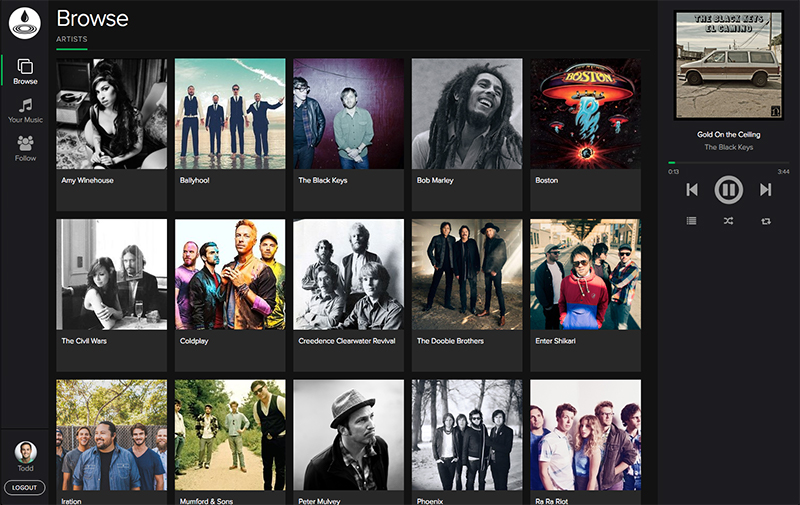 Browse
ARTISTS
Browse
Your Music
Follow
Amy Winehouse
Ballyhoo!
The Black Keys
Bob Marley
BOSTON
Boston
The Civil Wars
Coldplay
Creedence Clearwater Revival
The Doobie Brothers
Enter Shikari
Iration
Mumford & Sons
Peter Mulvey
Phoenix
Ra Ra Riot
Todd
LOGOUT
THE BLACK KEYS
EL CAMINO
Gold On the Ceiling
The Black Keys
0:13
3:44